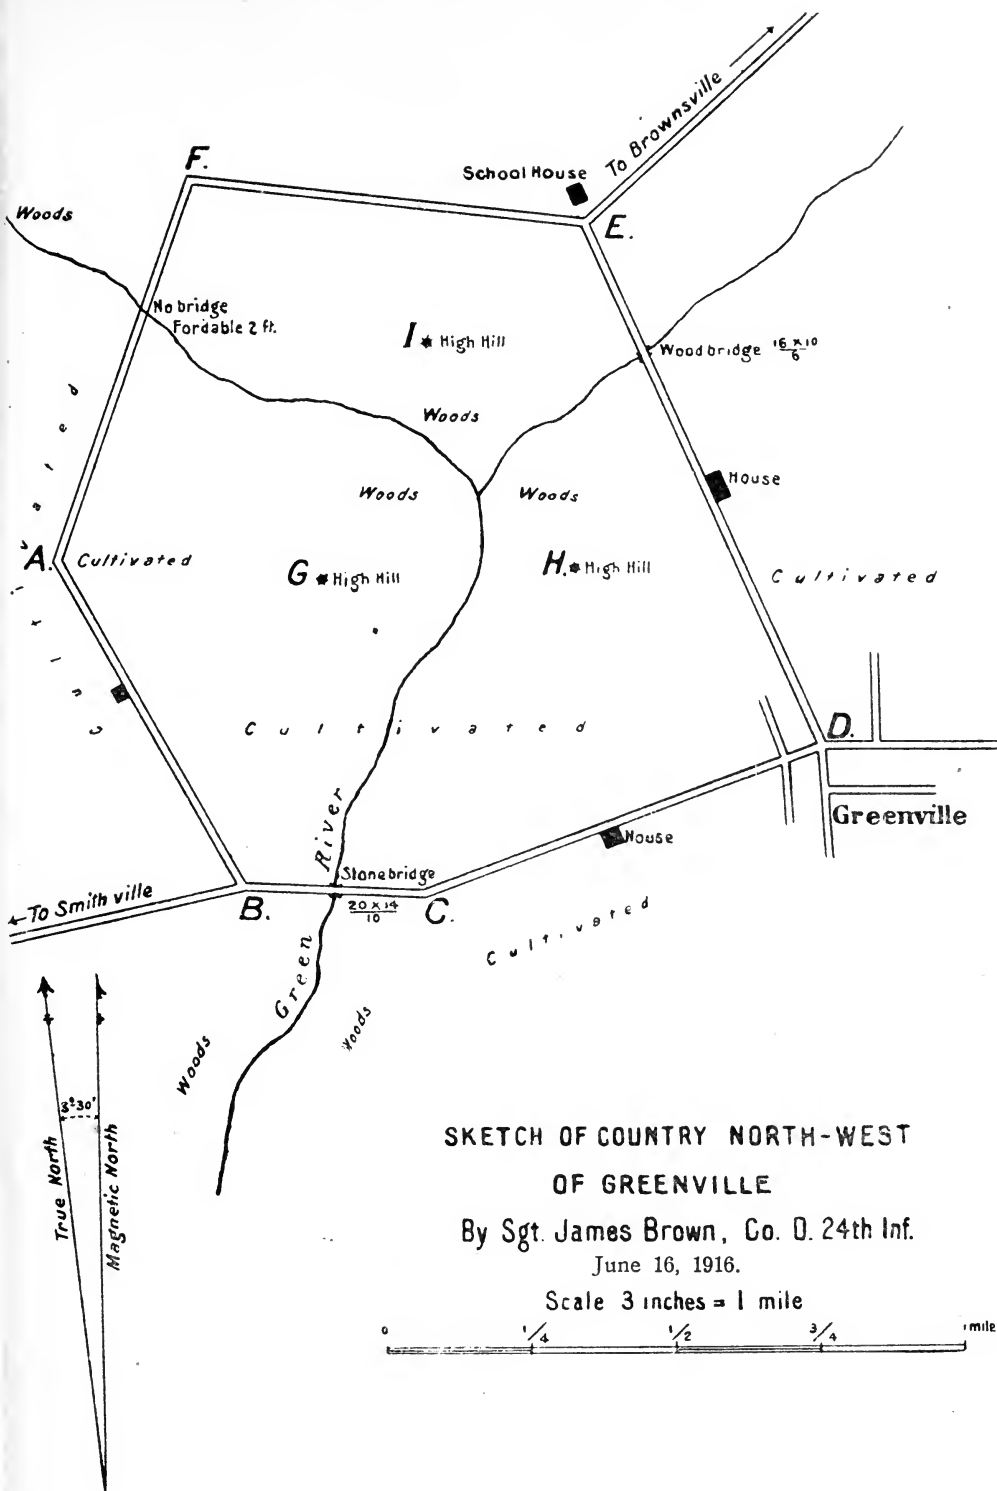 To Brownsville
F.
School House
E.
Woods
No bridge
Fordable 2 ft.
I High Hill
Wood bridge 16 x 10
6
Woods
House
Woods
Woods
A.
Cultivated
Cultivated
G High Hill
H. High Hill
Cultivated
Cultivated
D.
Greenville
House
Green River
Stone bridge
20 x 14
10
To Smithville
B.
C.
Cultivated
Woods
Woods
3°30'
True North
Magnetic North
SKETCH OF COUNTRY NORTH-WEST
OF GREENVILLE
By Sgt. James Brown, Co. D. 24th Inf.
June 16, 1916.
Scale 3 inches = 1 mile
0 1/4 1/2 3/4 1 mile